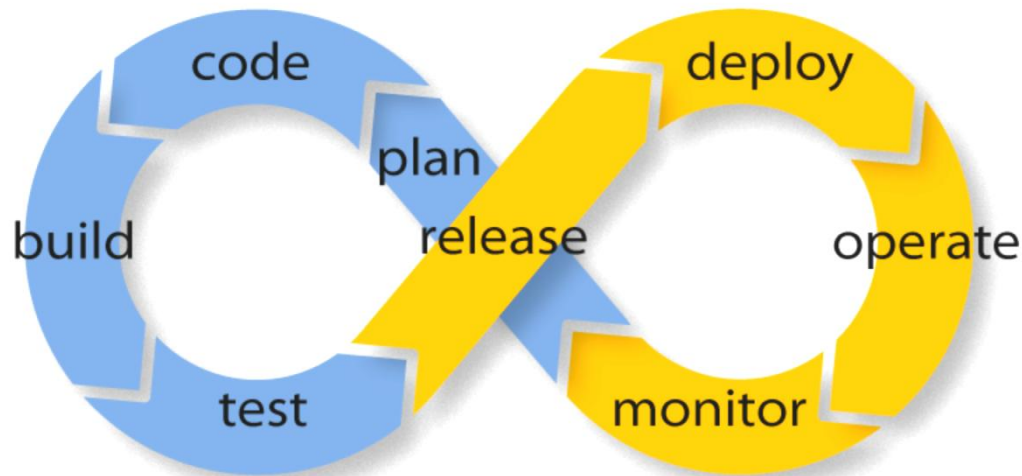 code
deploy
plan
build
release
operate
test
monitor